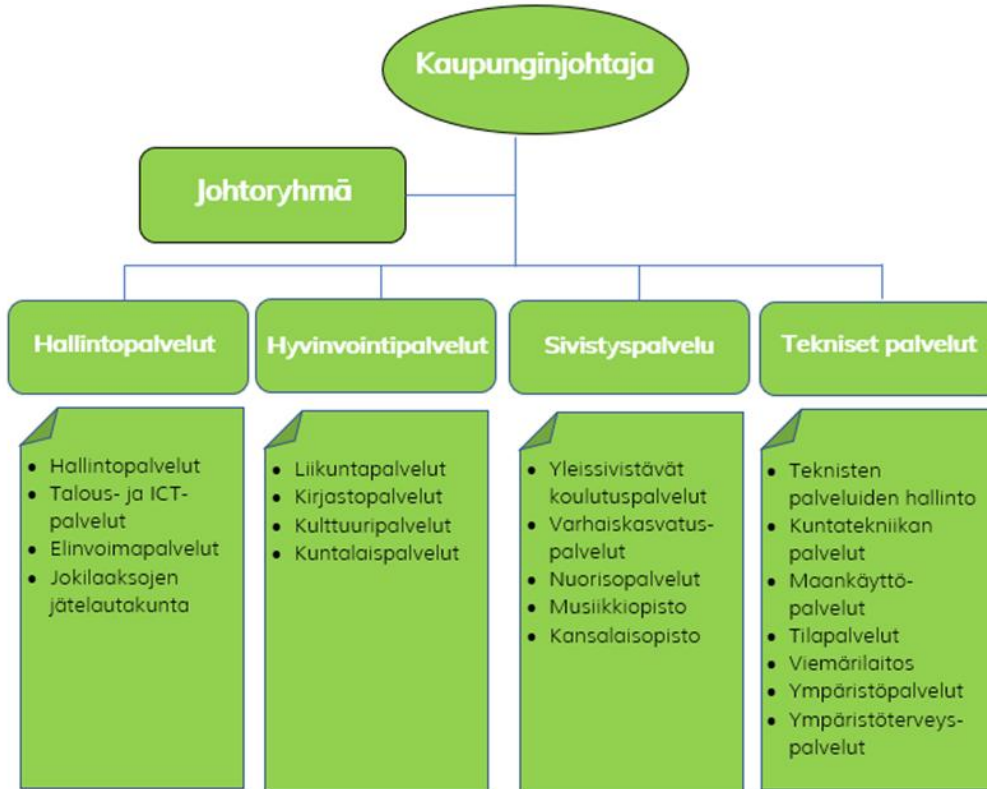 Kaupunginjohtaja
Johtoryhmä
Hallintopalvelut
Hyvinvointipalvelut
Sivistyspalvelu
Tekniset palvelut
• Hallintopalvelut
• Talous- ja ICT-
palvelut
• Elinvoimapalvelut
• Jokilaaksojen
jätelautakunta
• Liikuntapalvelut
• Kirjastopalvelut
• Kulttuuripalvelut
• Kuntalaispalvelut
• Yleissivistävät
koulutuspalvelut
• Varhaiskasvatus-
palvelut
• Nuorisopalvelut
• Musiikkiopisto
• Kansalaisopisto
• Teknisten
palveluiden hallinto
• Kuntatekniikan
palvelut
• Maankäyttö-
palvelut
• Tilapalvelut
• Viemärilaitos
• Ympäristöpalvelut
• Ympäristöterveys-
palvelut